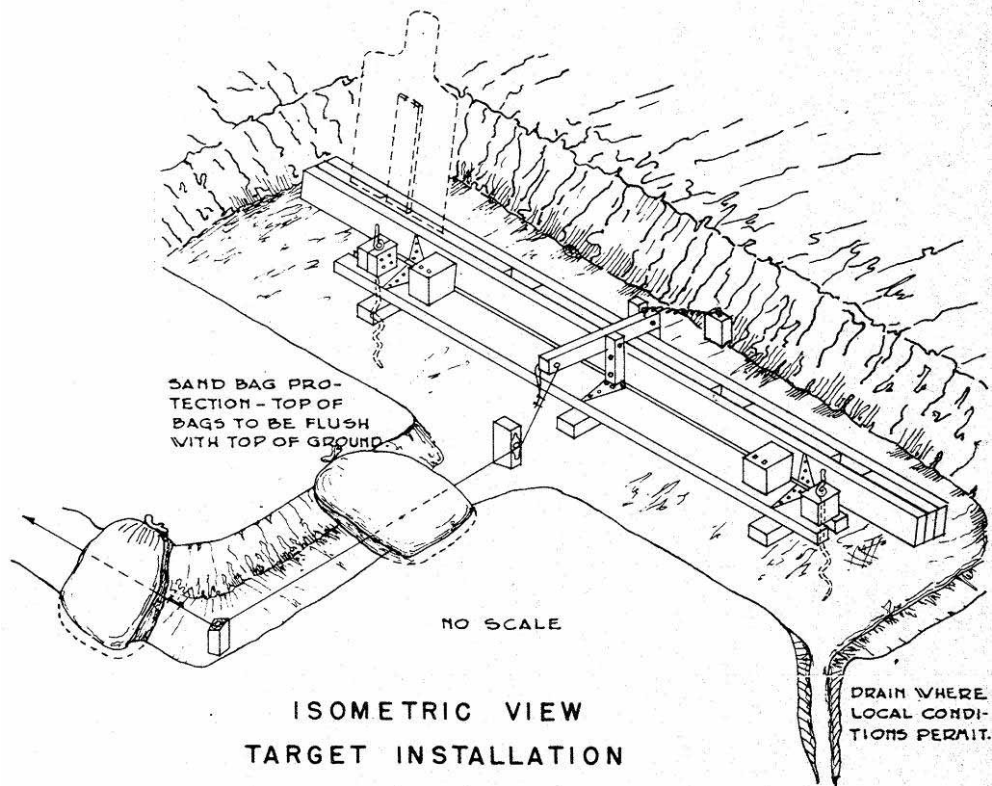 SAND BAG PRO-
TECTION - TOP OF
BAGS TO BE FLUSH
WITH TOP OF GROUND.
NO SCALE
DRAIN WHERE
LOCAL CONDI-
TIONS PERMIT.
ISOMETRIC VIEW
TARGET INSTALLATION